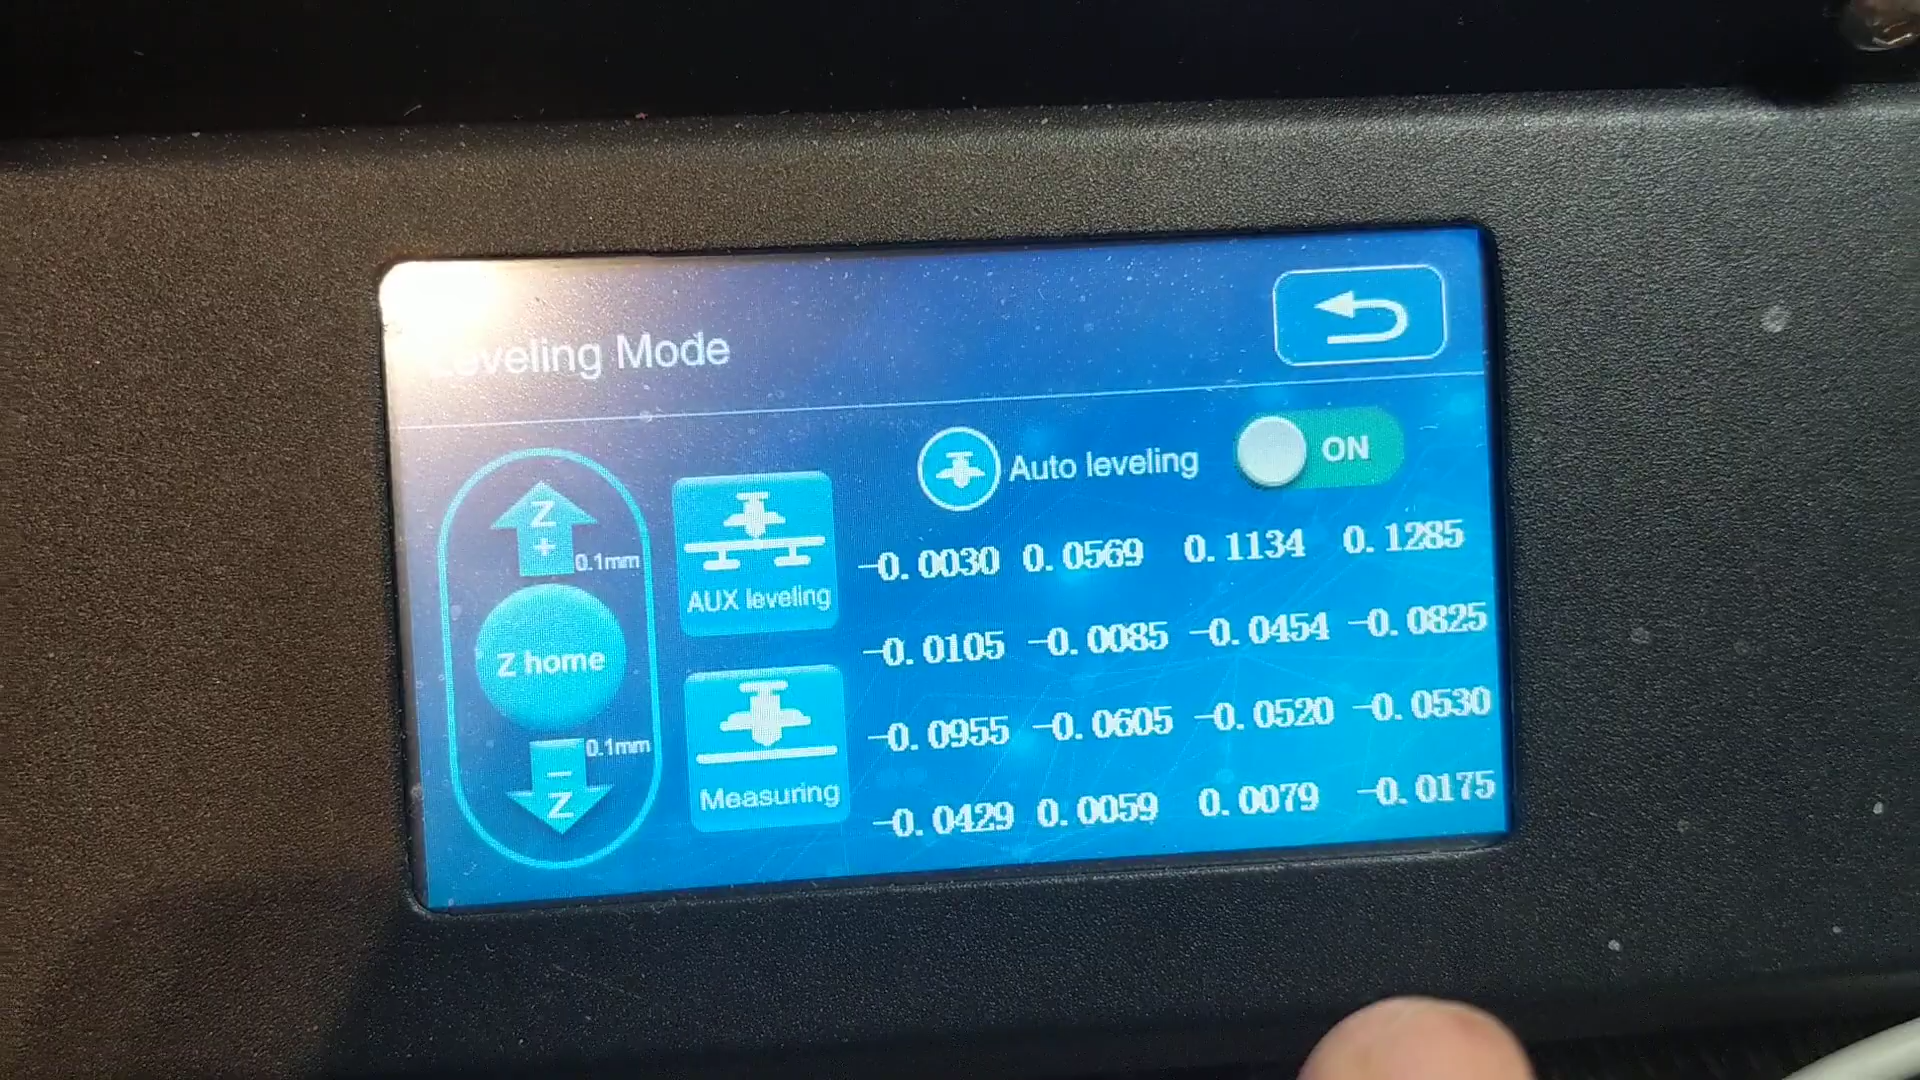 Leveling Mode
Auto leveling ON
Z
+
0.1mm
AUX leveling
Z home
0.1mm
-
Z
Measuring
-0.0030 0.0569 0.1134 0.1285
-0.0105 -0.0085 -0.0454 -0.0825
-0.0955 -0.0605 -0.0520 -0.0530
-0.0429 0.0059 0.0079 -0.0175